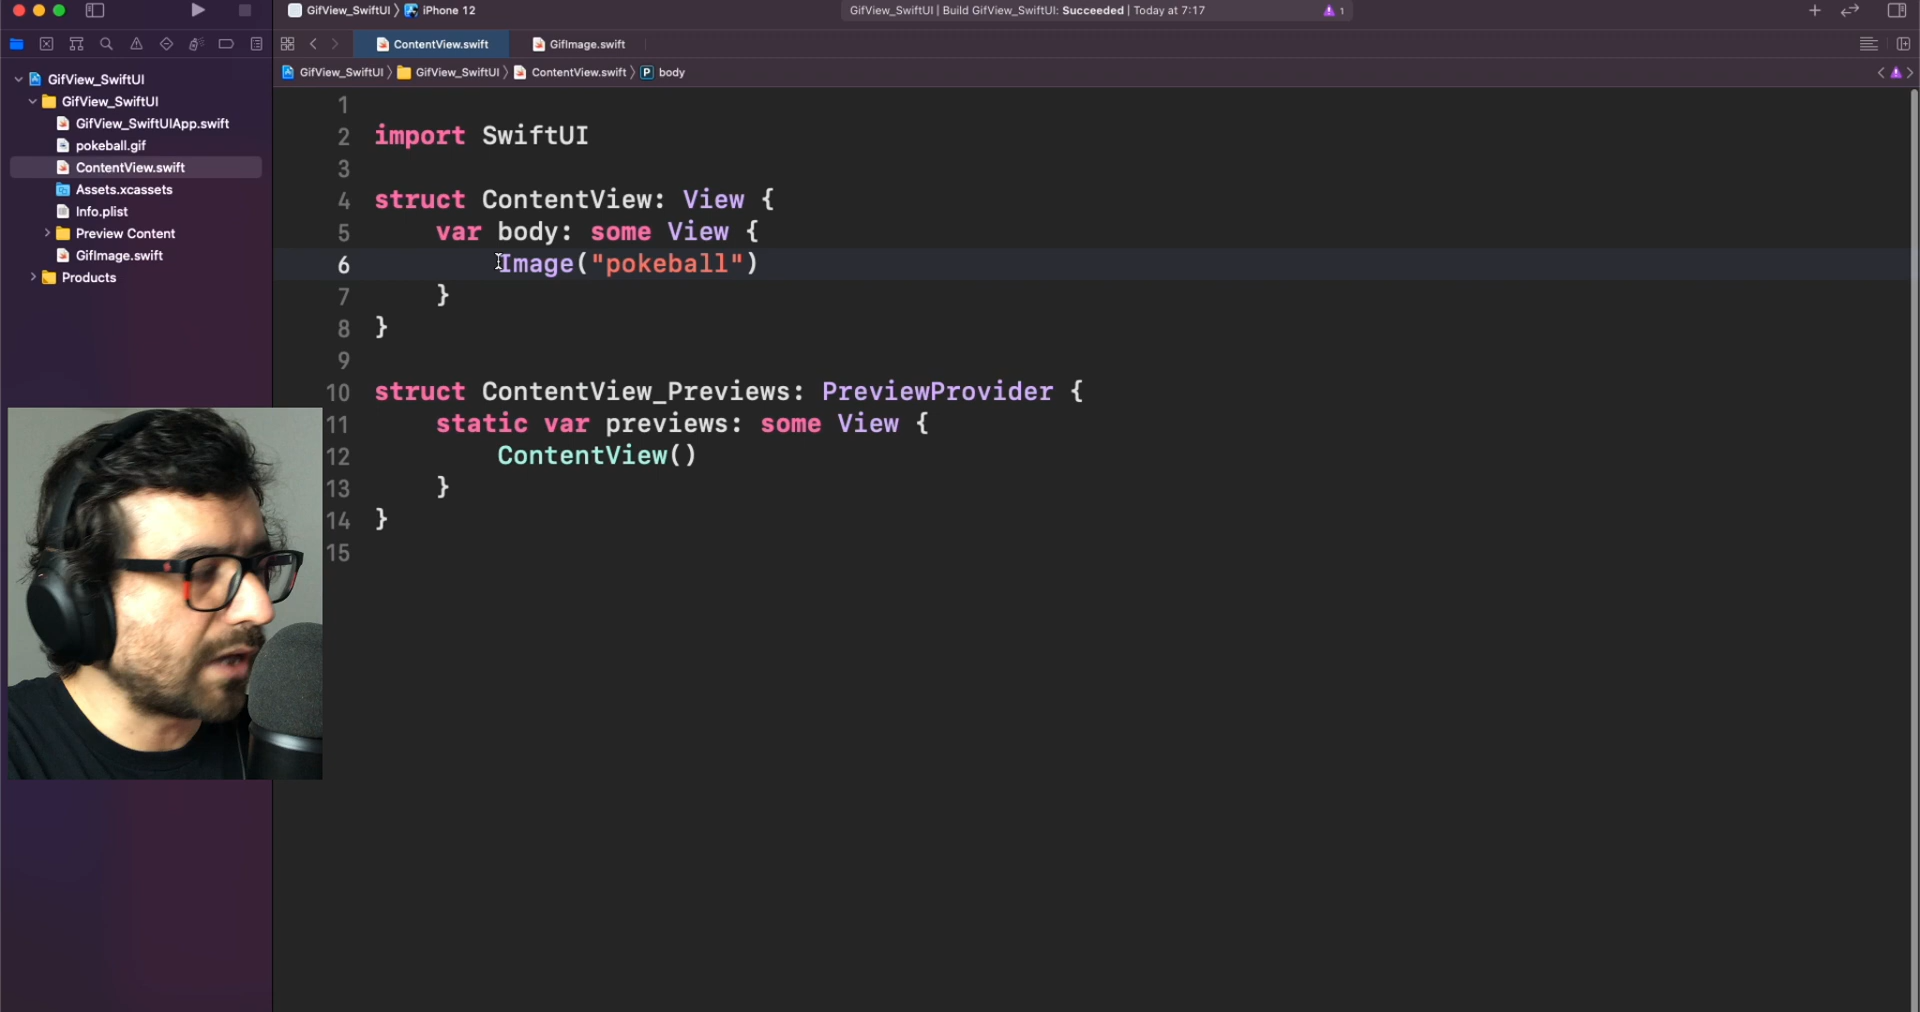 GifView_SwiftUI 〉 iPhone 12
GifView_SwiftUI | Build GifView_SwiftUI: Succeeded | Today at 7:17
1
ContentView.swift
GifImage.swift
GifView_SwiftUI 〉 GifView_SwiftUI 〉 ContentView.swift 〉 P body
GifView_SwiftUI
GifView_SwiftUI
GifView_SwiftUIApp.swift
pokeball.gif
ContentView.swift
Assets.xcassets
Info.plist
Preview Content
GifImage.swift
Products
1
2 import SwiftUI
3
4 struct ContentView: View {
5 var body: some View {
6 Image("pokeball")
7 }
8 }
9
10 struct ContentView_Previews: PreviewProvider {
11 static var previews: some View {
12 ContentView()
13 }
14 }
15